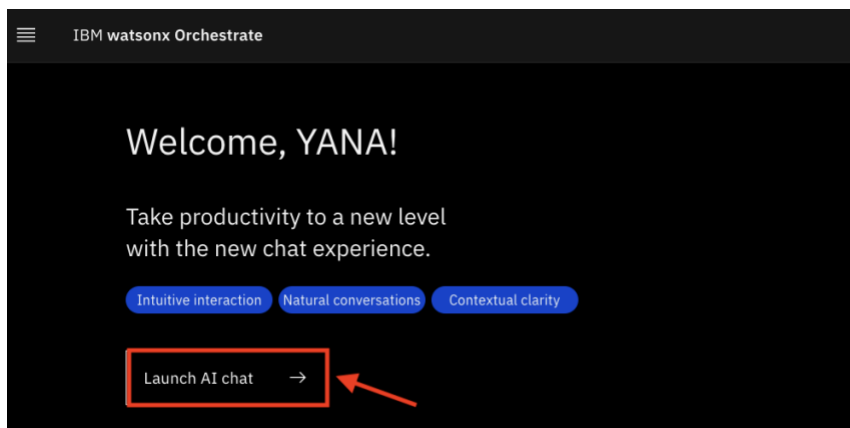 IBM watsonx Orchestrate
Welcome, YANA!
Take productivity to a new level
with the new chat experience.
Intuitive interaction Natural conversations Contextual clarity
Launch AI chat →